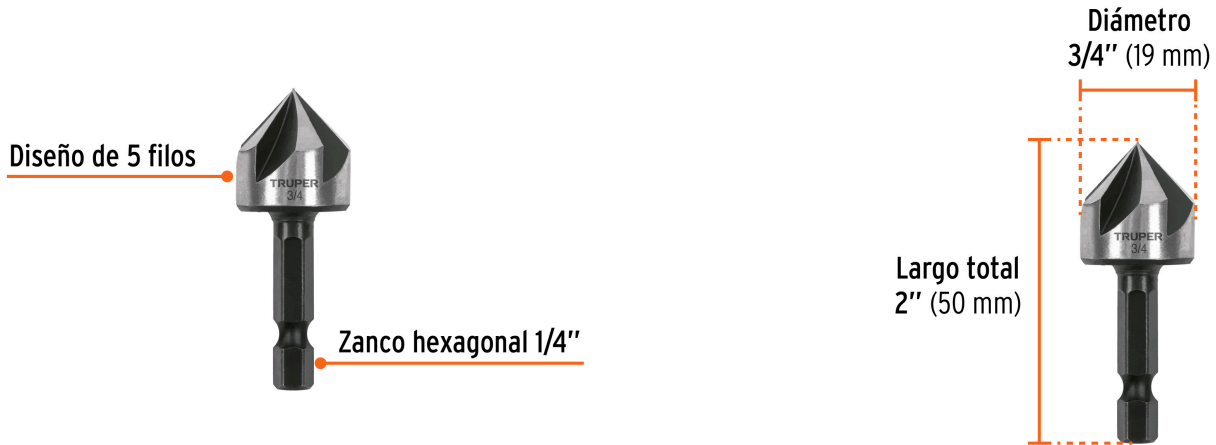 Diseño de 5 filos
TRUPER
3/4
Zanco hexagonal 1/4''
Diámetro
3/4'' (19 mm)
Largo total
2'' (50 mm)
TRUPER
3/4